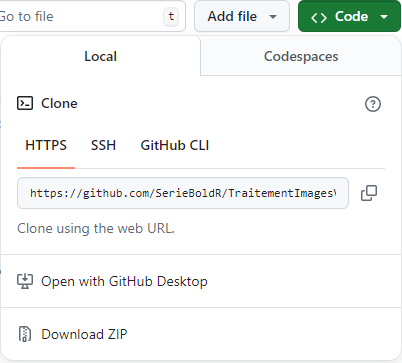 Go to file t Add file Code
Local Codespaces
Clone
HTTPS SSH GitHub CLI
https://github.com/SerieBoldR/TraitementImages
Clone using the web URL.
Open with GitHub Desktop
Download ZIP